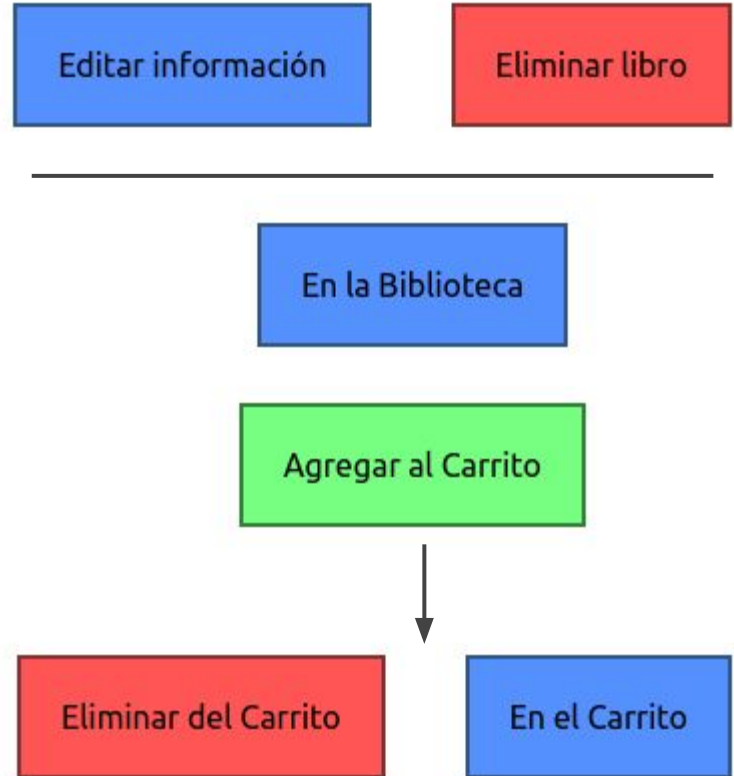 Editar información
Eliminar libro
En la Biblioteca
Agregar al Carrito
Eliminar del Carrito
En el Carrito